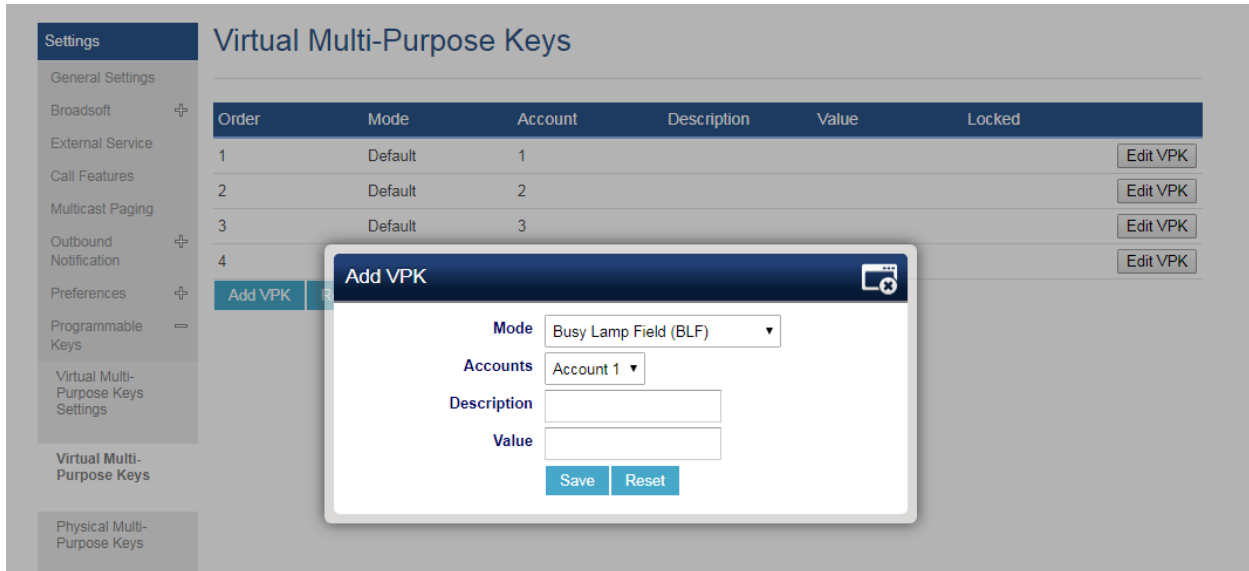 Settings
General Settings
Broadsoft
External Service
Call Features
Multicast Paging
Outbound
Notification
Preferences
Programmable
Keys
Virtual Multi-
Purpose Keys
Settings
Virtual Multi-
Purpose Keys
Physical Multi-
Purpose Keys
Virtual Multi-Purpose Keys
Order Mode Account Description Value Locked
1 Default 1 Edit VPK
2 Default 2 Edit VPK
3 Default 3 Edit VPK
4 Edit VPK
Add VPK
Add VPK
Mode Busy Lamp Field (BLF)
Accounts Account 1
Description
Value
Save Reset